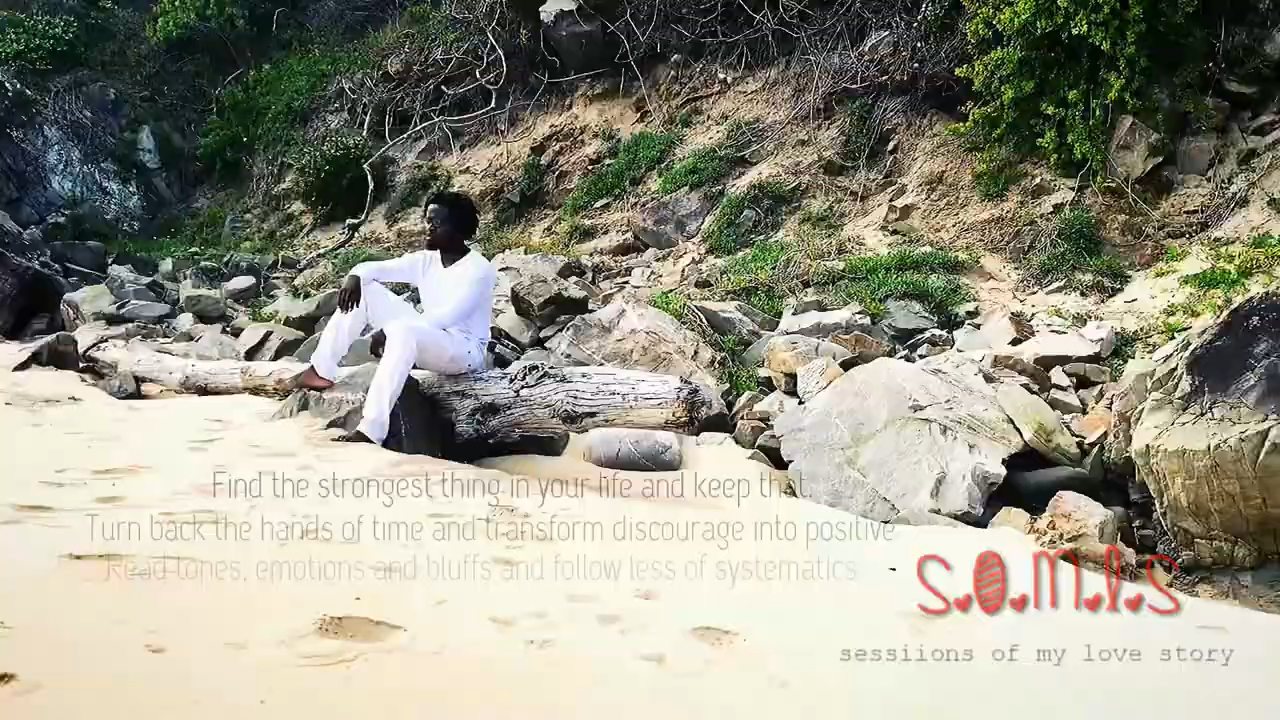 Find the strongest thing in your life and keep that
Turn back the hands of time and transform discourage into positive
Read tones, emotions and bluffs and follow less of systematics
S.O.M.L.S
sessiions of my love story